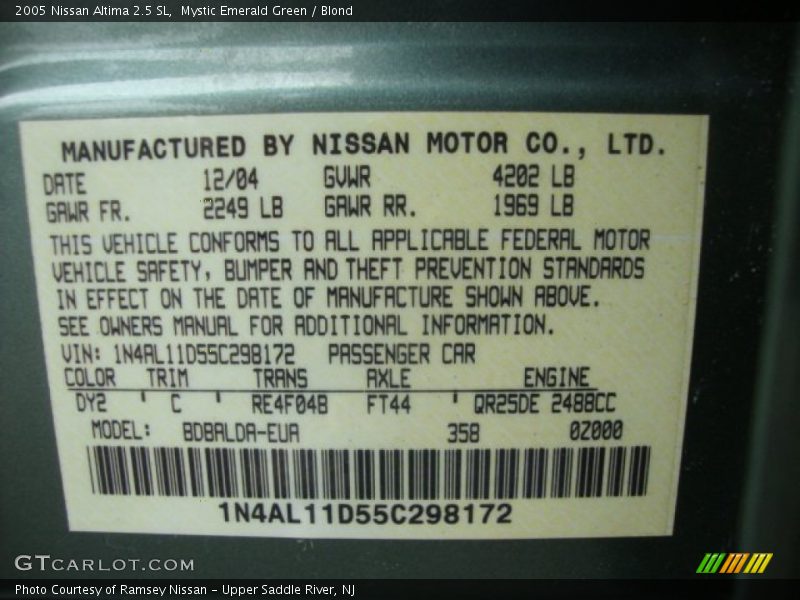 2005 Nissan Altima 2.5 SL,  Mystic Emerald Green / Blond
MANUFACTURED BY NISSAN MOTOR CO., LTD.
DATE 12/04 GVWR 4202 LB
GAWR FR. 2249 LB GAWR RR. 1969 LB
THIS VEHICLE CONFORMS TO ALL APPLICABLE FEDERAL MOTOR
VEHICLE SAFETY, BUMPER AND THEFT PREVENTION STANDARDS
IN EFFECT ON THE DATE OF MANUFACTURE SHOWN ABOVE.
SEE OWNERS MANUAL FOR ADDITIONAL INFORMATION.
VIN: 1N4AL11D55C298172 PASSENGER CAR
COLOR TRIM TRANS AXLE ENGINE
DY2 ' C ' RE4F04B FT44 ' QR25DE 2488CC
MODEL: BDBALDA-EUA 358 0Z000
1N4AL11D55C298172
GTCARLOT.COM
Photo Courtesy of Ramsey Nissan - Upper Saddle River, NJ